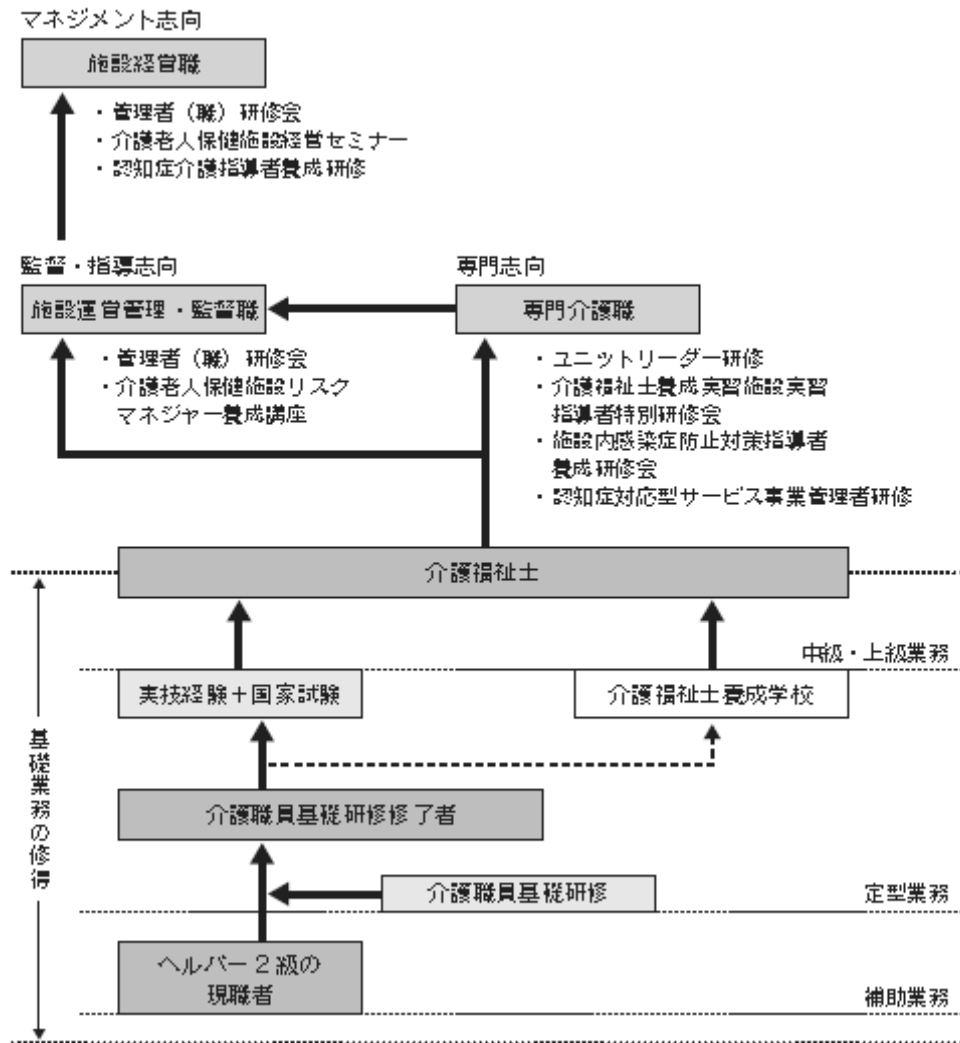 マネジメント志向
施設経営職
・管理者（職）研修会
・介護老人保健施設経営セミナー
・認知症介護指導者養成研修
監督・指導志向
専門志向
施設運営管理・監督職
専門介護職
・管理者（職）研修会
・介護老人保健施設リスク
マネジャー養成講座
・ユニットリーダー研修
・介護福祉士養成実習施設実習
指導者特別研修会
・施設内感染症防止対策指導者
養成研修会
・認知症対応型サービス事業管理者研修
介護福祉士
中級・上級業務
実技経験＋国家試験
介護福祉士養成学校
基礎業務の修得
介護職員基礎研修修了者
介護職員基礎研修
定型業務
ヘルパー２級の
現職者
補助業務